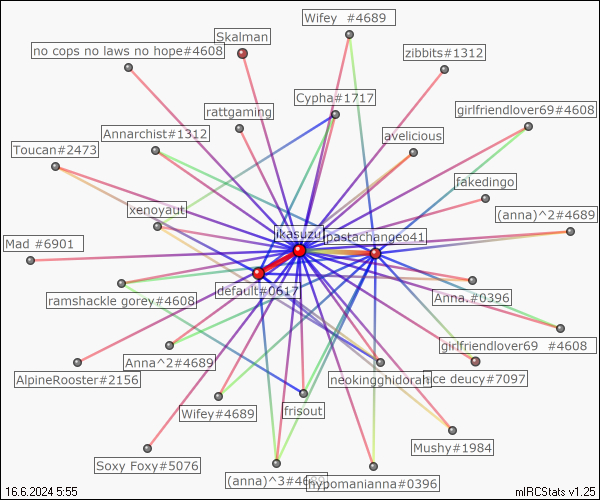 Wifey  #4689
Skalman
no cops no laws no hope#4608
zibbits#1312
Cypha#1717
rattgaming
girlfriendlover69#4608
Annarchist#1312
avelicious
Toucan#2473
fakedingo
xenoyaut
(anna)^2#4689
ikasuzu
pastachangeo41
Mad #6901
default#0617
ramshackle gorey#4608
Anna.#0396
girlfriendlover69  #4608
Anna^2#4689
AlpineRooster#2156
neokingghidorah
ice deucy#7097
Wifey#4689
frisout
Mushy#1984
Soxy Foxy#5076
(anna)^3#4689
hypomanianna#0396
16.6.2024 5:55
mIRCStats v1.25